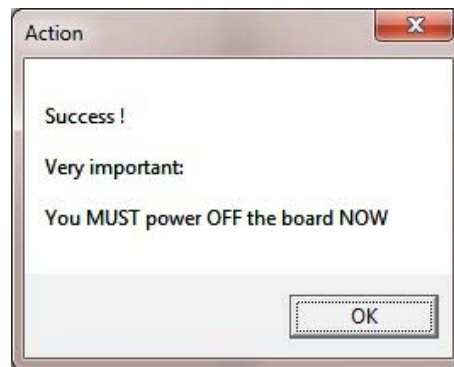 Action
Success !
Very important:
You MUST power OFF the board NOW
OK